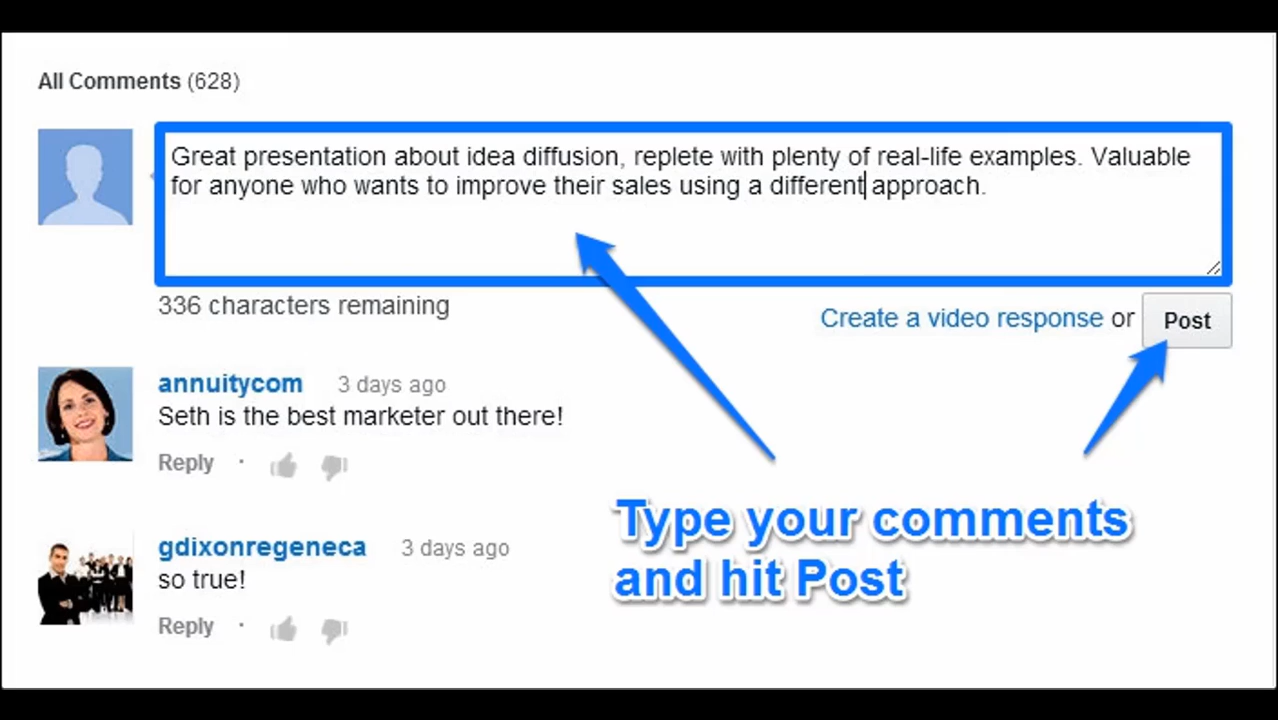 All Comments (628)
Great presentation about idea diffusion, replete with plenty of real-life examples. Valuable
for anyone who wants to improve their sales using a different approach.
336 characters remaining
Create a video response or Post
annuitycom 3 days ago
Seth is the best marketer out there!
Reply ·
gdixonregeneca 3 days ago
so true!
Reply ·
Type your comments
and hit Post